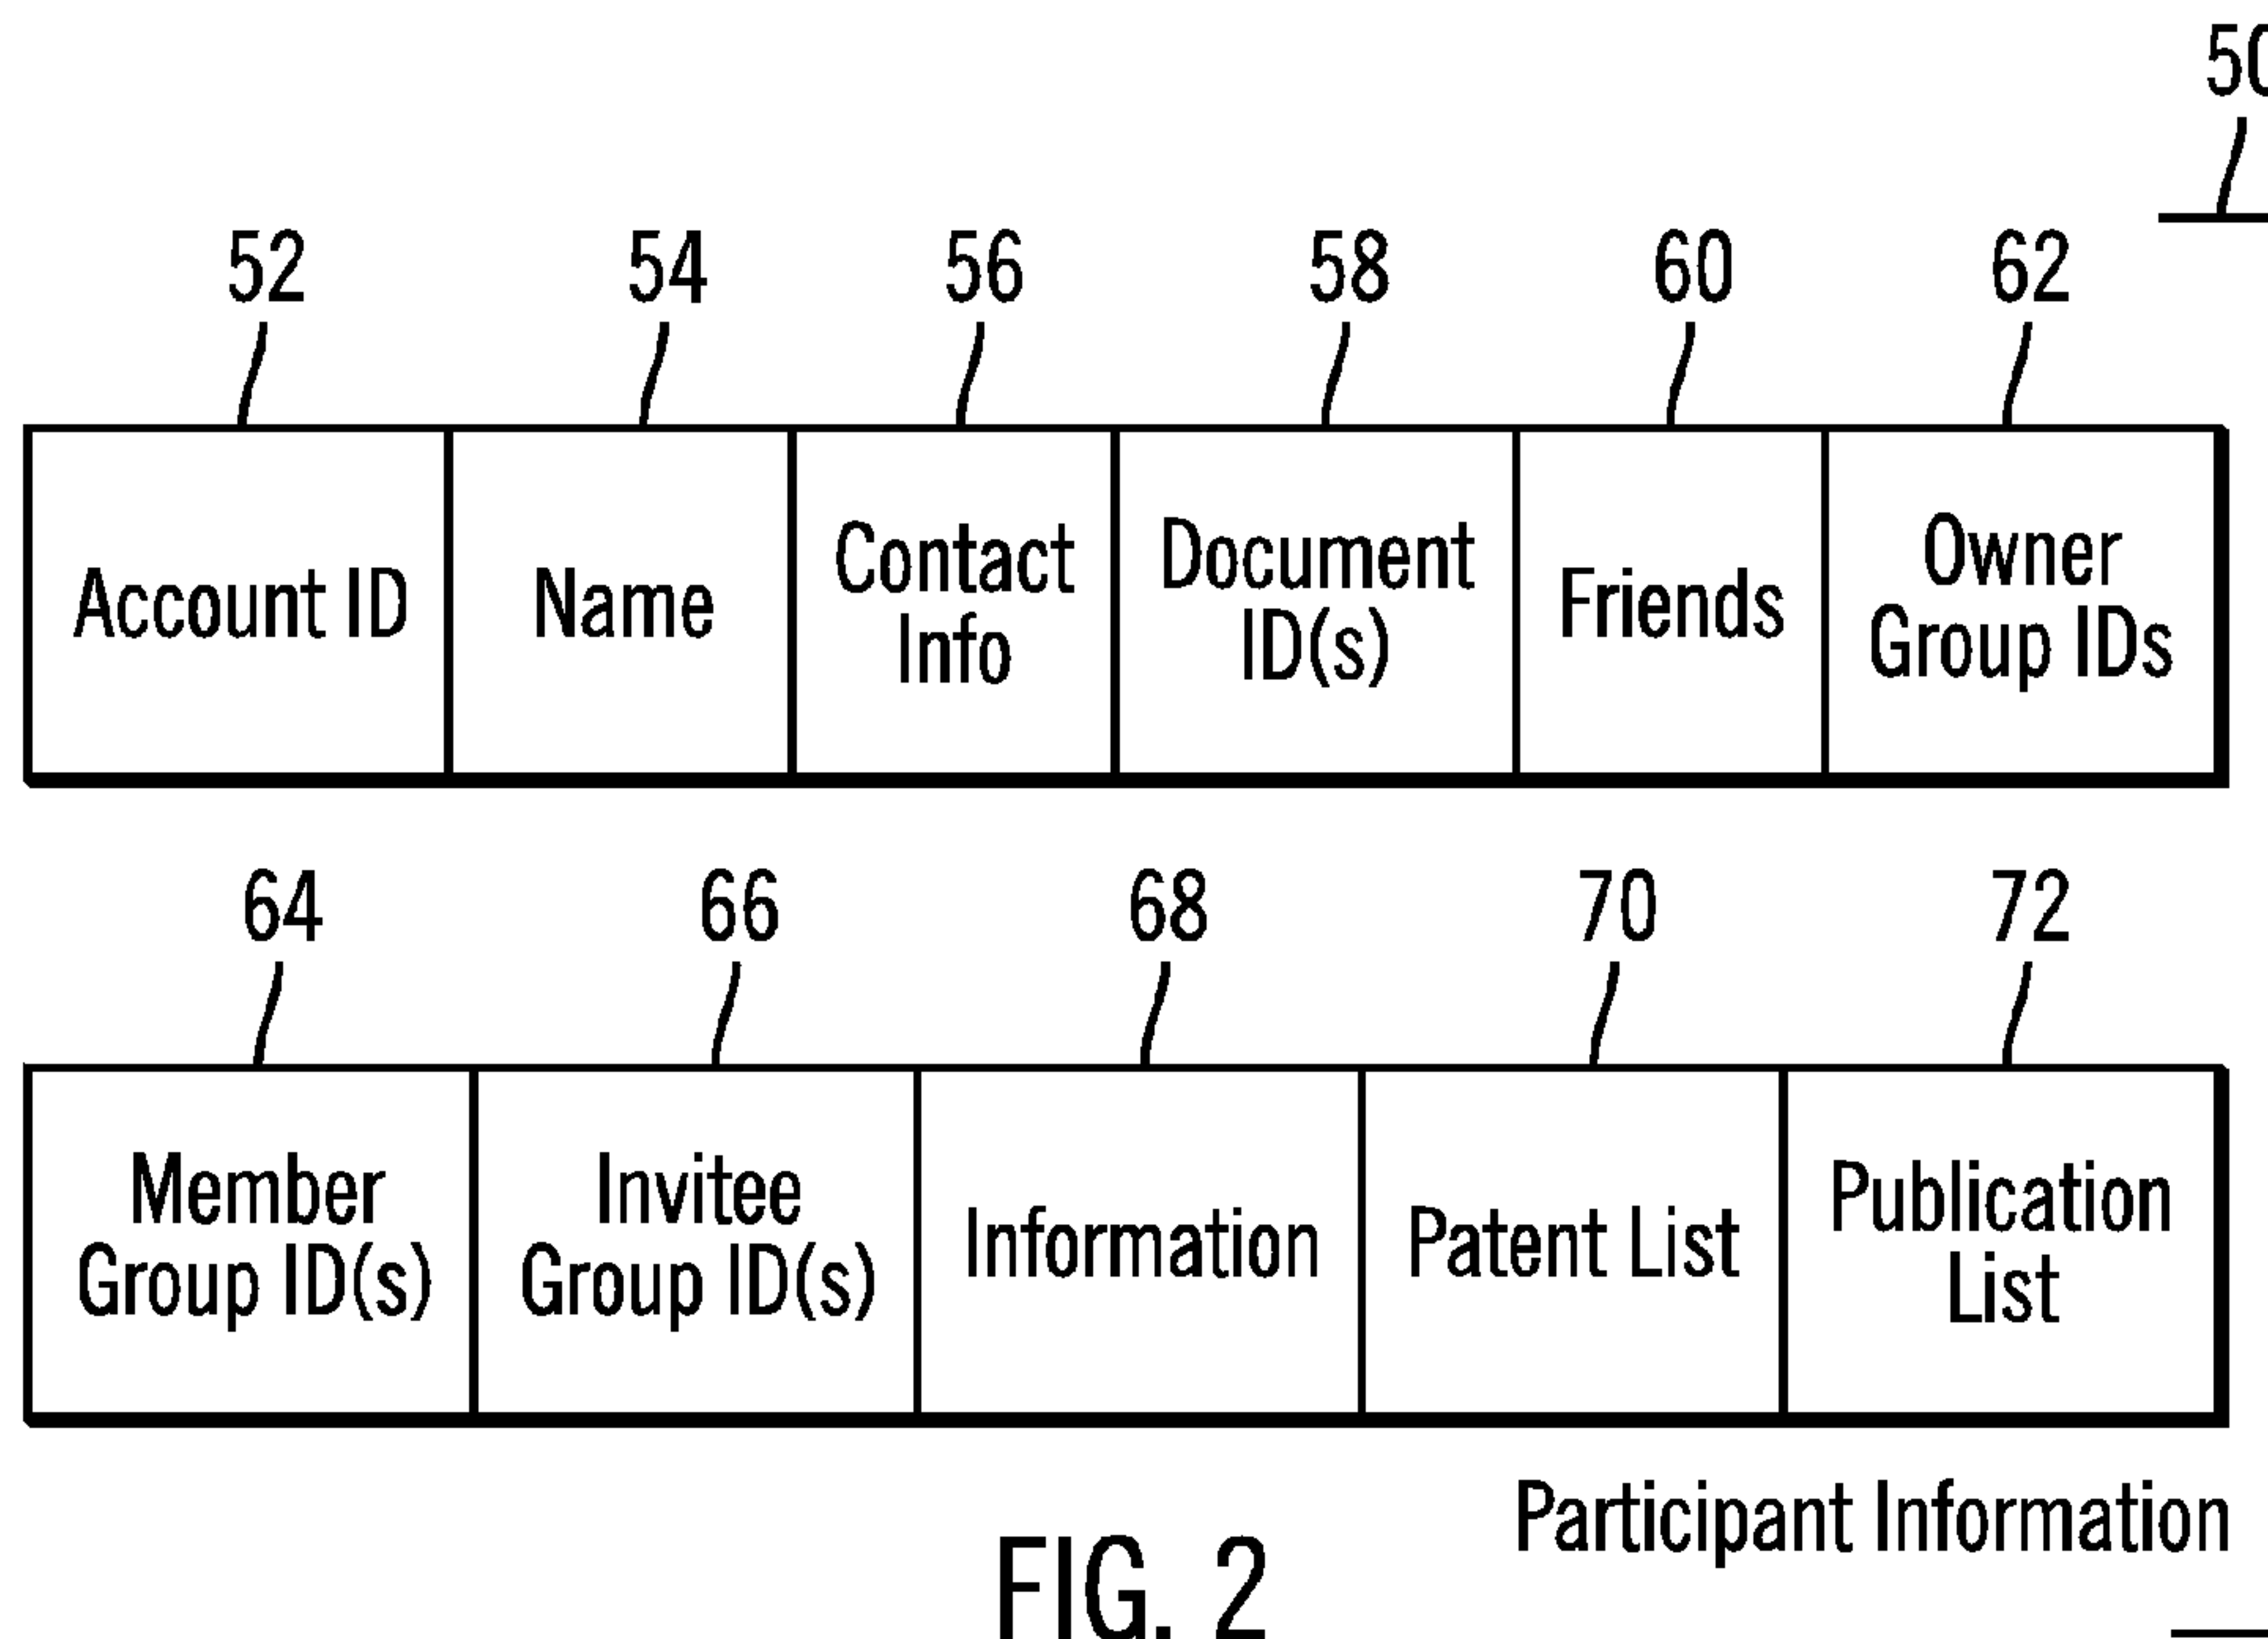 50
52 54 56 58 60 62
Account ID
Name
Contact
Info
Document
ID(s)
Friends
Owner
Group IDs
64 66 68 70 72
Member
Group ID(s)
Invitee
Group ID(s)
Information
Patent List
Publication
List
Participant Information
FIG. 2